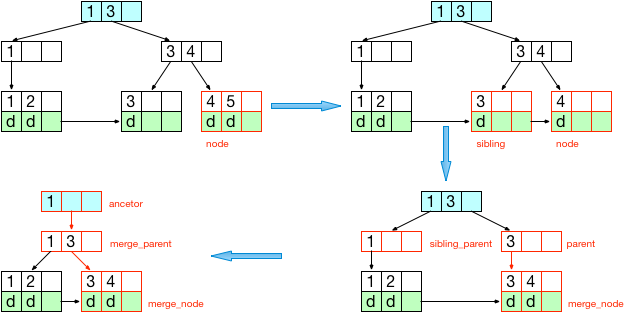 1 3
1
3 4
1 2
d d
3
d
4 5
d d
node
1 3
1
3 4
1 2
d d
3
d
4
d
sibling
node
1
ancetor
1 3
merge_parent
1 2
d d
3 4
d d
merge_node
1 3
1
sibling_parent
3
parent
1 2
d d
3 4
d d
merge_node